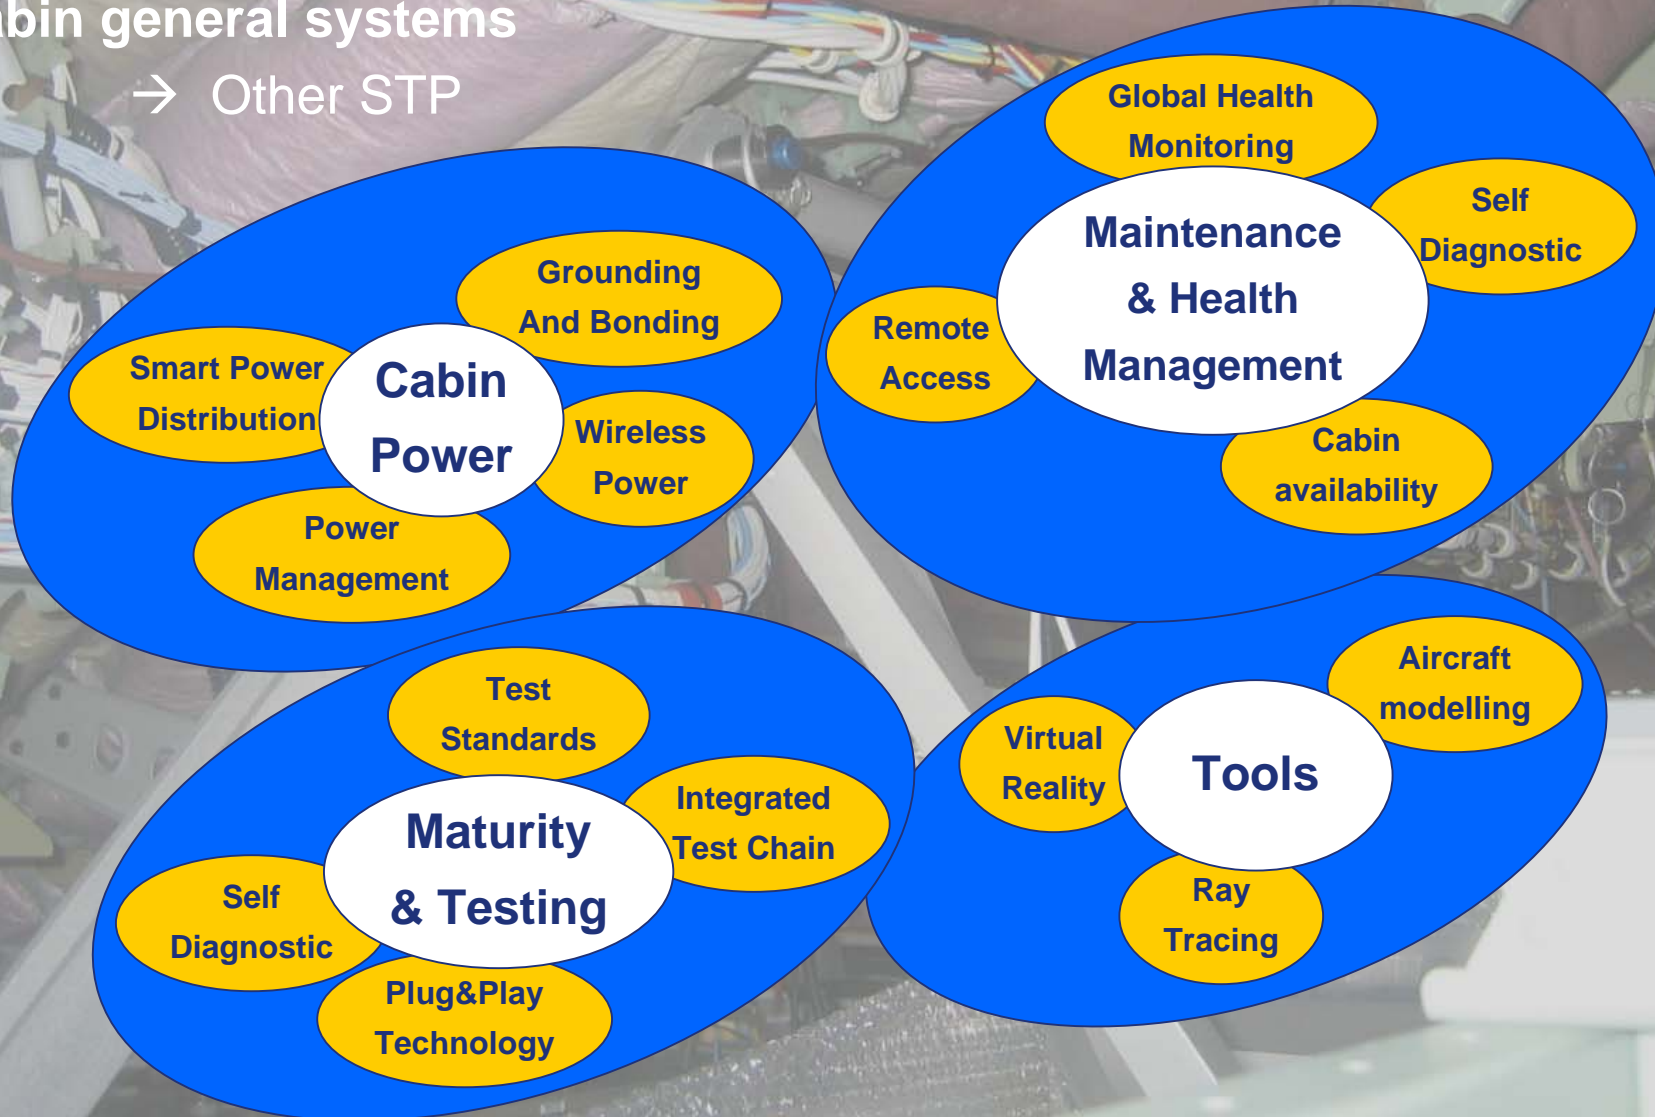 abin general systems
→ Other STP
Global Health
Monitoring
Self
Diagnostic
Maintenance
& Health
Management
Remote
Access
Cabin
availability
Grounding
And Bonding
Smart Power
Distribution
Cabin
Power
Wireless
Power
Power
Management
Test
Standards
Integrated
Test Chain
Maturity
& Testing
Self
Diagnostic
Plug&Play
Technology
Aircraft
modelling
Virtual
Reality
Tools
Ray
Tracing